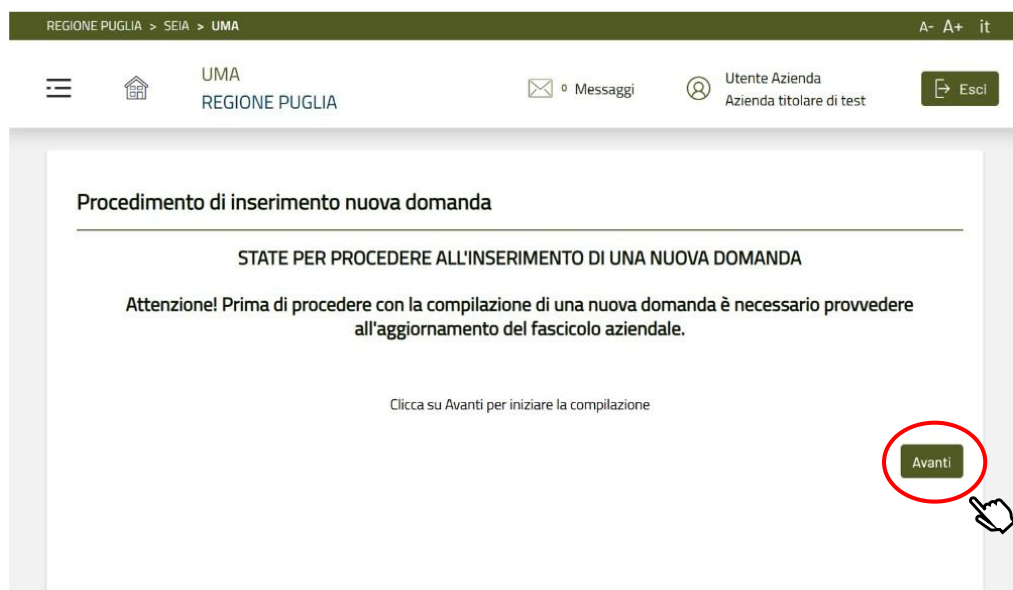 REGIONE PUGLIA > SEIA > UMA
A- A+ it
UMA
REGIONE PUGLIA
0 Messaggi
Utente Azienda
Azienda titolare di test
Esci
Procedimento di inserimento nuova domanda
STATE PER PROCEDERE ALL'INSERIMENTO DI UNA NUOVA DOMANDA
Attenzione! Prima di procedere con la compilazione di una nuova domanda è necessario provvedere
all'aggiornamento del fascicolo aziendale.
Clicca su Avanti per iniziare la compilazione
Avanti